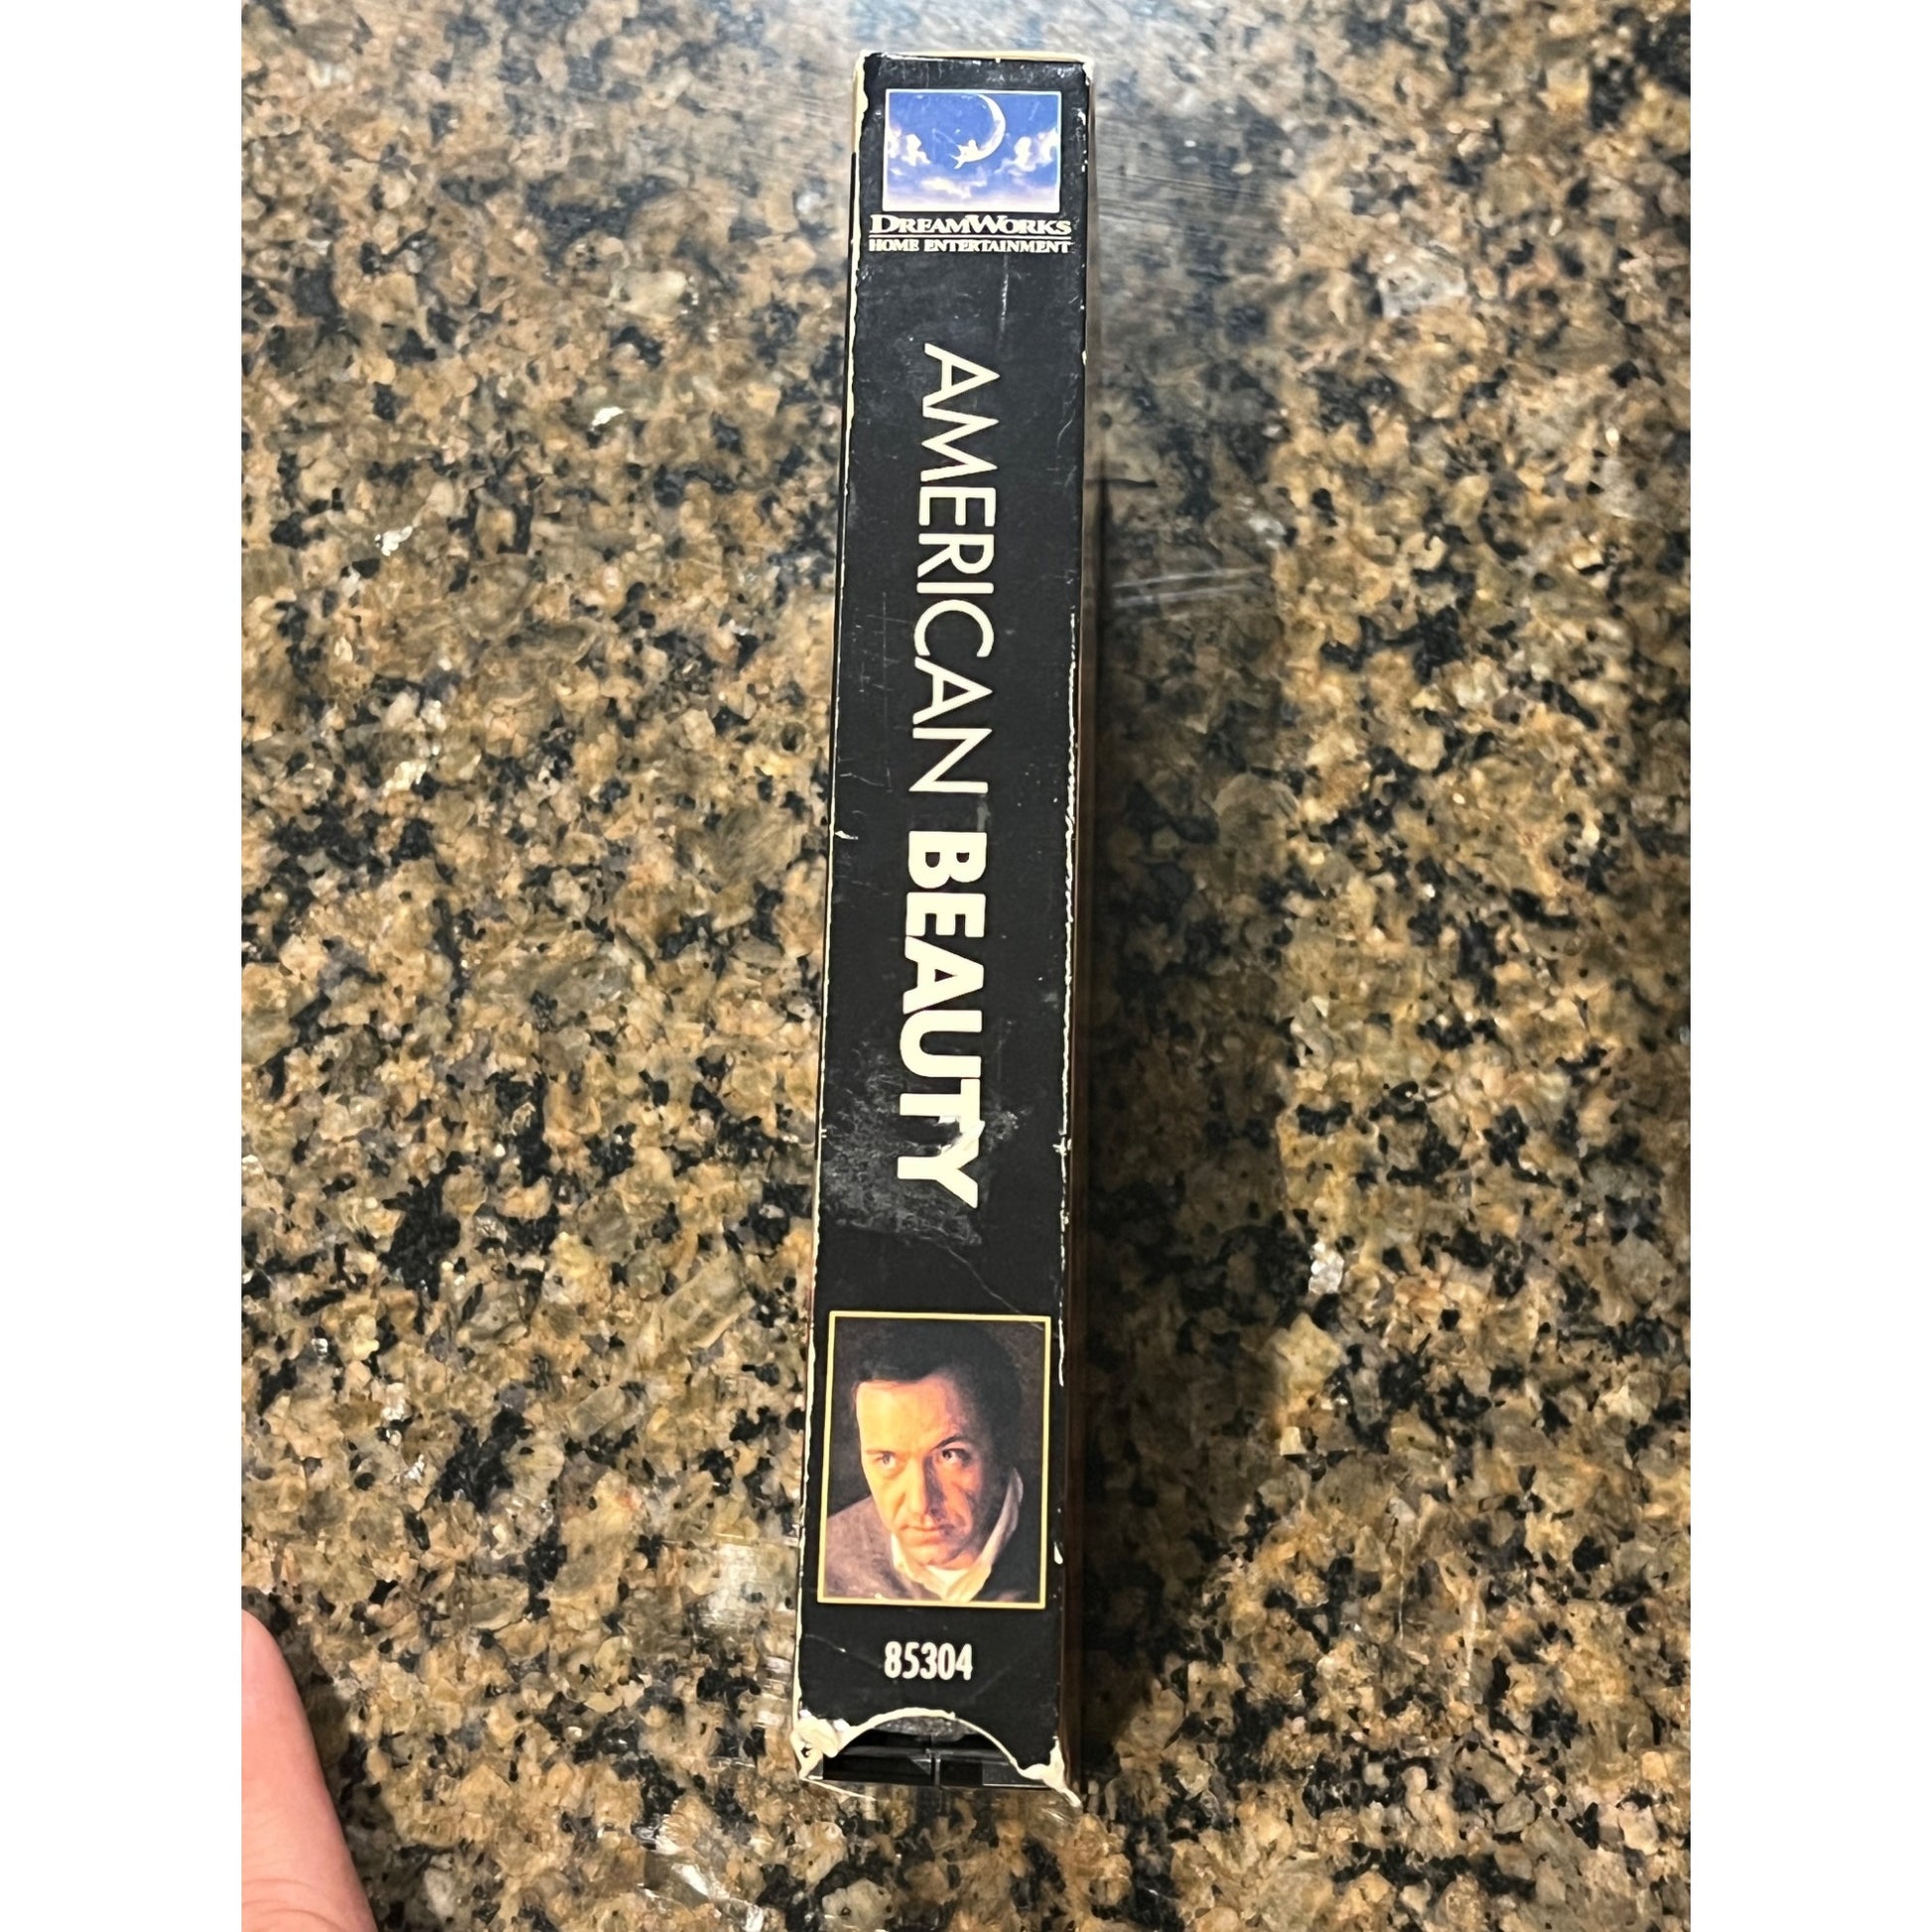 DREAMWORKS
HOME ENTERTAINMENT
AMERICAN BEAUTY
85304